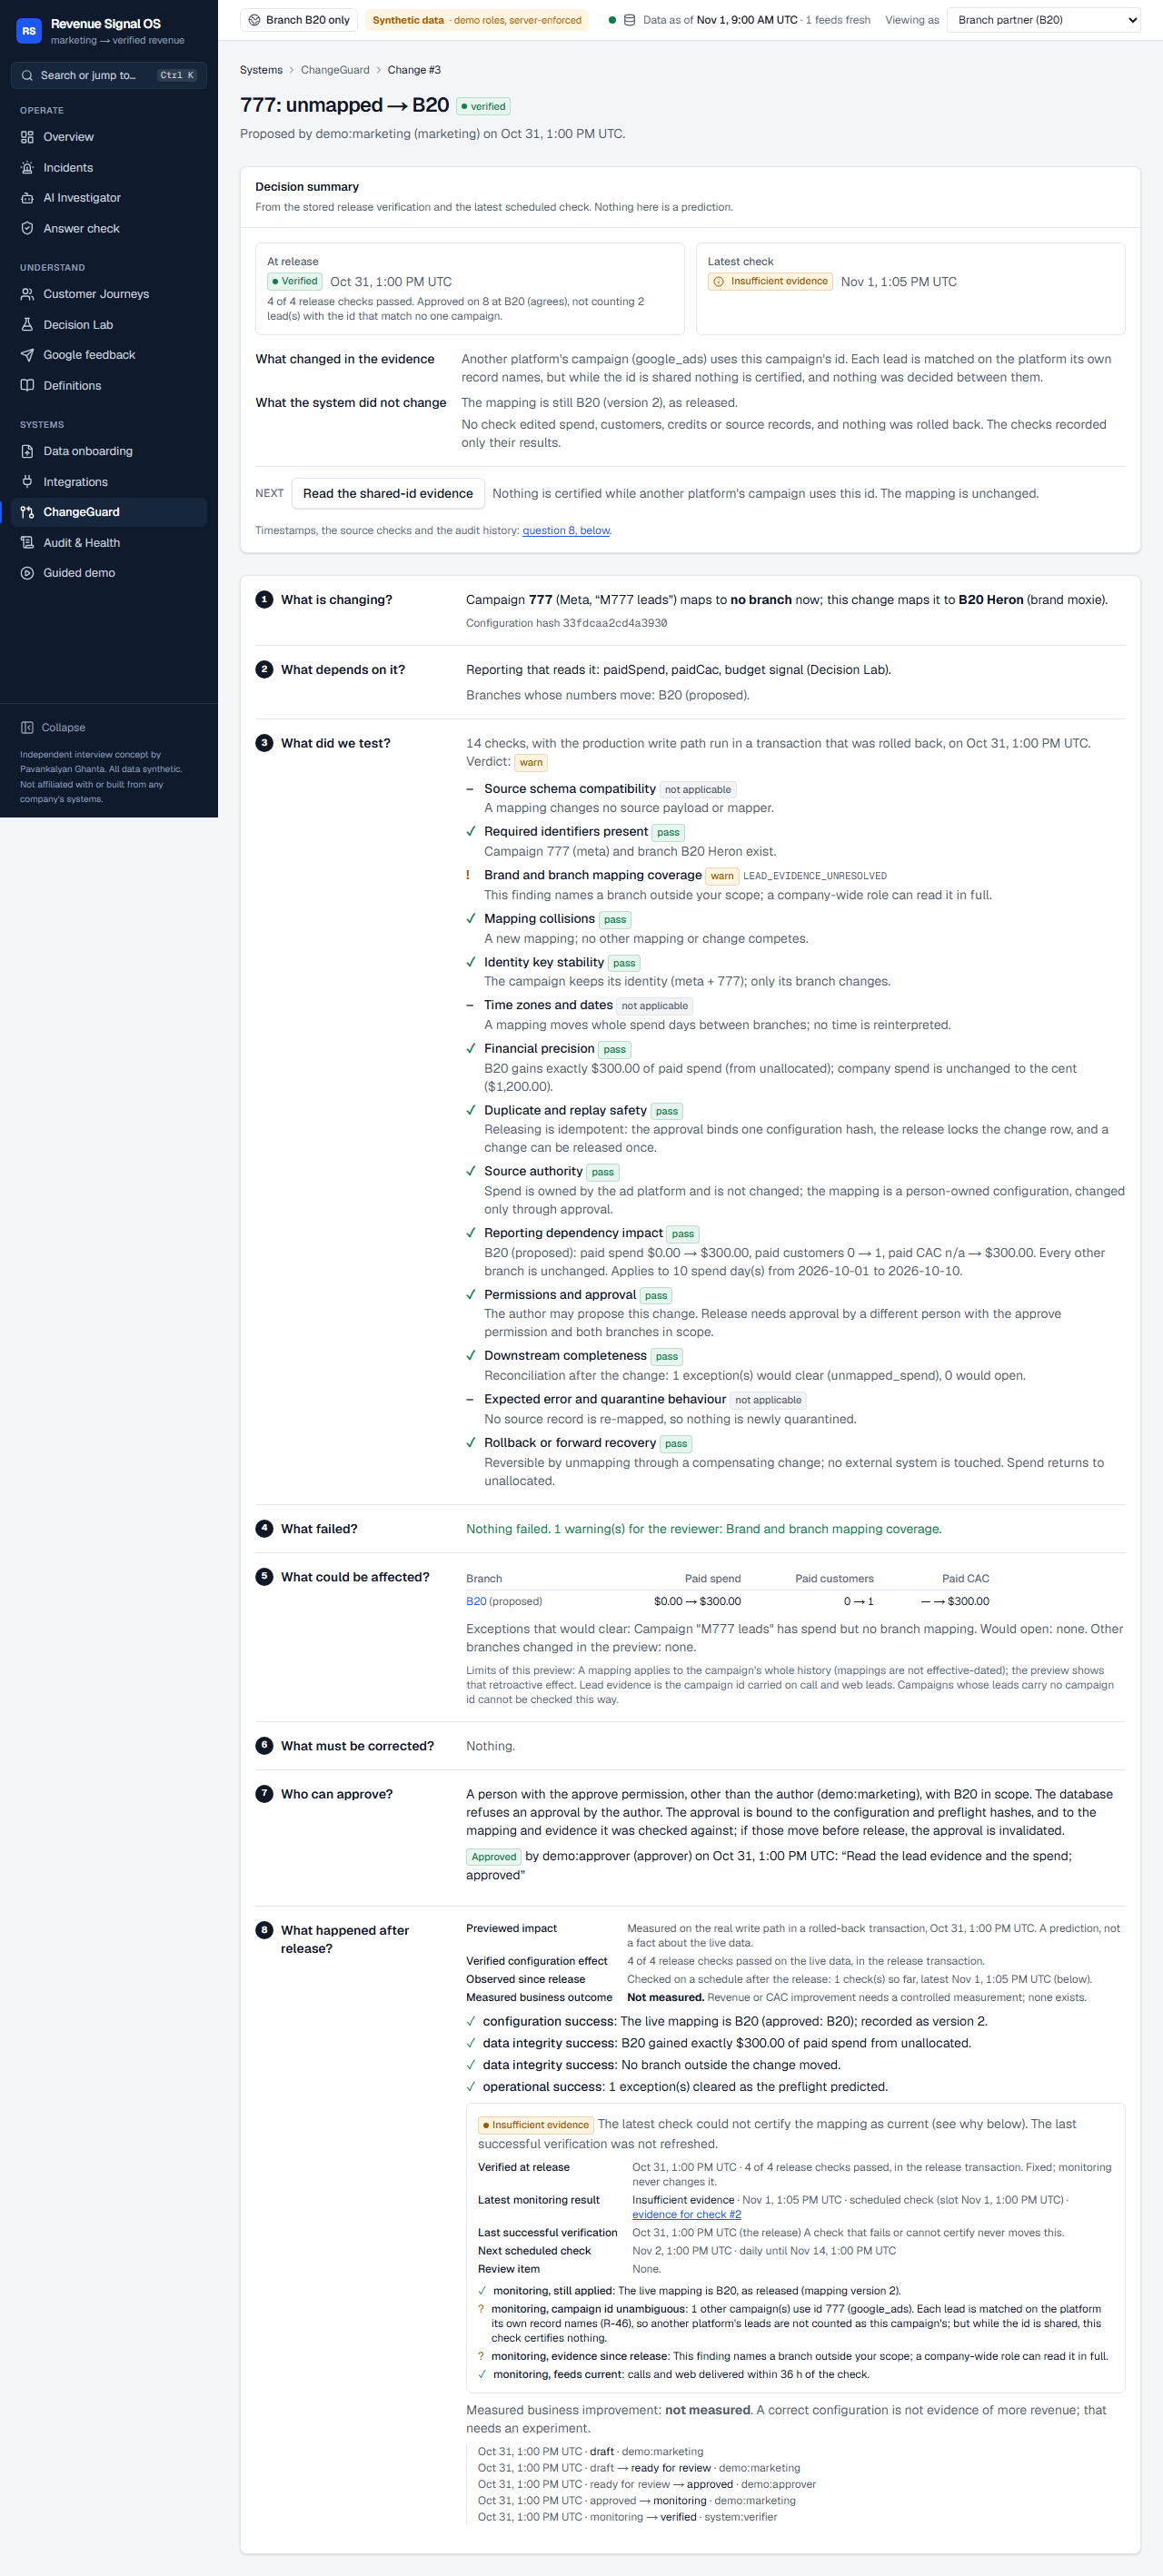 RS
Revenue Signal OS
marketing → verified revenue
Search or jump to... Ctrl K
OPERATE
Overview
Incidents
AI Investigator
Answer check
UNDERSTAND
Customer Journeys
Decision Lab
Google feedback
Definitions
SYSTEMS
Data onboarding
Integrations
ChangeGuard
Audit & Health
Guided demo
Collapse
Independent interview concept by
Pavankalyan Ghanta. All data synthetic.
Not affiliated with or built from any
company's systems.
Branch B20 only
Synthetic data · demo roles, server-enforced
Data as of Nov 1, 9:00 AM UTC · 1 feeds fresh
Viewing as
Branch partner (B20)
Systems > ChangeGuard > Change #3
777: unmapped → B20 verified
Proposed by demo:marketing (marketing) on Oct 31, 1:00 PM UTC.
Decision summary
From the stored release verification and the latest scheduled check. Nothing here is a prediction.
At release
Verified Oct 31, 1:00 PM UTC
4 of 4 release checks passed. Approved on 8 at B20 (agrees), not counting 2
lead(s) with the id that match no one campaign.
Latest check
Insufficient evidence Nov 1, 1:05 PM UTC
What changed in the evidence
Another platform's campaign (google_ads) uses this campaign's id. Each lead is matched on the platform its own
record names, but while the id is shared nothing is certified, and nothing was decided between them.
What the system did not change
The mapping is still B20 (version 2), as released.
No check edited spend, customers, credits or source records, and nothing was rolled back. The checks recorded
only their results.
NEXT Read the shared-id evidence Nothing is certified while another platform's campaign uses this id. The mapping is unchanged.
Timestamps, the source checks and the audit history: question 8, below.
1 What is changing?
Campaign 777 (Meta, “M777 leads”) maps to no branch now; this change maps it to B20 Heron (brand moxie).
Configuration hash 33fdcaa2cd4a3930
2 What depends on it?
Reporting that reads it: paidSpend, paidCac, budget signal (Decision Lab).
Branches whose numbers move: B20 (proposed).
3 What did we test?
14 checks, with the production write path run in a transaction that was rolled back, on Oct 31, 1:00 PM UTC.
Verdict: warn
– Source schema compatibility not applicable
A mapping changes no source payload or mapper.
✓ Required identifiers present pass
Campaign 777 (meta) and branch B20 Heron exist.
! Brand and branch mapping coverage warn LEAD_EVIDENCE_UNRESOLVED
This finding names a branch outside your scope; a company-wide role can read it in full.
✓ Mapping collisions pass
A new mapping; no other mapping or change competes.
✓ Identity key stability pass
The campaign keeps its identity (meta + 777); only its branch changes.
– Time zones and dates not applicable
A mapping moves whole spend days between branches; no time is reinterpreted.
✓ Financial precision pass
B20 gains exactly $300.00 of paid spend (from unallocated); company spend is unchanged to the cent
($1,200.00).
✓ Duplicate and replay safety pass
Releasing is idempotent: the approval binds one configuration hash, the release locks the change row, and a
change can be released once.
✓ Source authority pass
Spend is owned by the ad platform and is not changed; the mapping is a person-owned configuration, changed
only through approval.
✓ Reporting dependency impact pass
B20 (proposed): paid spend $0.00 → $300.00, paid customers 0 → 1, paid CAC n/a → $300.00. Every other
branch is unchanged. Applies to 10 spend day(s) from 2026-10-01 to 2026-10-10.
✓ Permissions and approval pass
The author may propose this change. Release needs approval by a different person with the approve
permission and both branches in scope.
✓ Downstream completeness pass
Reconciliation after the change: 1 exception(s) would clear (unmapped_spend), 0 would open.
– Expected error and quarantine behaviour not applicable
No source record is re-mapped, so nothing is newly quarantined.
✓ Rollback or forward recovery pass
Reversible by unmapping through a compensating change; no external system is touched. Spend returns to
unallocated.
4 What failed?
Nothing failed. 1 warning(s) for the reviewer: Brand and branch mapping coverage.
5 What could be affected?
Branch Paid spend Paid customers Paid CAC
B20 (proposed) $0.00 → $300.00 0 → 1 — → $300.00
Exceptions that would clear: Campaign "M777 leads" has spend but no branch mapping. Would open: none. Other
branches changed in the preview: none.
Limits of this preview: A mapping applies to the campaign's whole history (mappings are not effective-dated); the preview shows
that retroactive effect. Lead evidence is the campaign id carried on call and web leads. Campaigns whose leads carry no campaign
id cannot be checked this way.
6 What must be corrected?
Nothing.
7 Who can approve?
A person with the approve permission, other than the author (demo:marketing), with B20 in scope. The database
refuses an approval by the author. The approval is bound to the configuration and preflight hashes, and to the
mapping and evidence it was checked against; if those move before release, the approval is invalidated.
Approved by demo:approver (approver) on Oct 31, 1:00 PM UTC: “Read the lead evidence and the spend;
approved”
8 What happened after
release?
Previewed impact Measured on the real write path in a rolled-back transaction, Oct 31, 1:00 PM UTC. A prediction, not
a fact about the live data.
Verified configuration effect 4 of 4 release checks passed on the live data, in the release transaction.
Observed since release Checked on a schedule after the release: 1 check(s) so far, latest Nov 1, 1:05 PM UTC (below).
Measured business outcome Not measured. Revenue or CAC improvement needs a controlled measurement; none exists.
✓ configuration success: The live mapping is B20 (approved: B20); recorded as version 2.
✓ data integrity success: B20 gained exactly $300.00 of paid spend from unallocated.
✓ data integrity success: No branch outside the change moved.
✓ operational success: 1 exception(s) cleared as the preflight predicted.
Insufficient evidence The latest check could not certify the mapping as current (see why below). The last
successful verification was not refreshed.
Verified at release Oct 31, 1:00 PM UTC · 4 of 4 release checks passed, in the release transaction. Fixed; monitoring
never changes it.
Latest monitoring result Insufficient evidence · Nov 1, 1:05 PM UTC · scheduled check (slot Nov 1, 1:00 PM UTC) ·
evidence for check #2
Last successful verification Oct 31, 1:00 PM UTC (the release) A check that fails or cannot certify never moves this.
Next scheduled check Nov 2, 1:00 PM UTC · daily until Nov 14, 1:00 PM UTC
Review item None.
✓ monitoring, still applied: The live mapping is B20, as released (mapping version 2).
? monitoring, campaign id unambiguous: 1 other campaign(s) use id 777 (google_ads). Each lead is matched on the platform
its own record names (R-46), so another platform's leads are not counted as this campaign's; but while the id is shared, this
check certifies nothing.
? monitoring, evidence since release: This finding names a branch outside your scope; a company-wide role can read it in full.
✓ monitoring, feeds current: calls and web delivered within 36 h of the check.
Measured business improvement: not measured. A correct configuration is not evidence of more revenue; that
needs an experiment.
Oct 31, 1:00 PM UTC · draft · demo:marketing
Oct 31, 1:00 PM UTC · draft → ready for review · demo:marketing
Oct 31, 1:00 PM UTC · ready for review → approved · demo:approver
Oct 31, 1:00 PM UTC · approved → monitoring · demo:marketing
Oct 31, 1:00 PM UTC · monitoring → verified · system:verifier